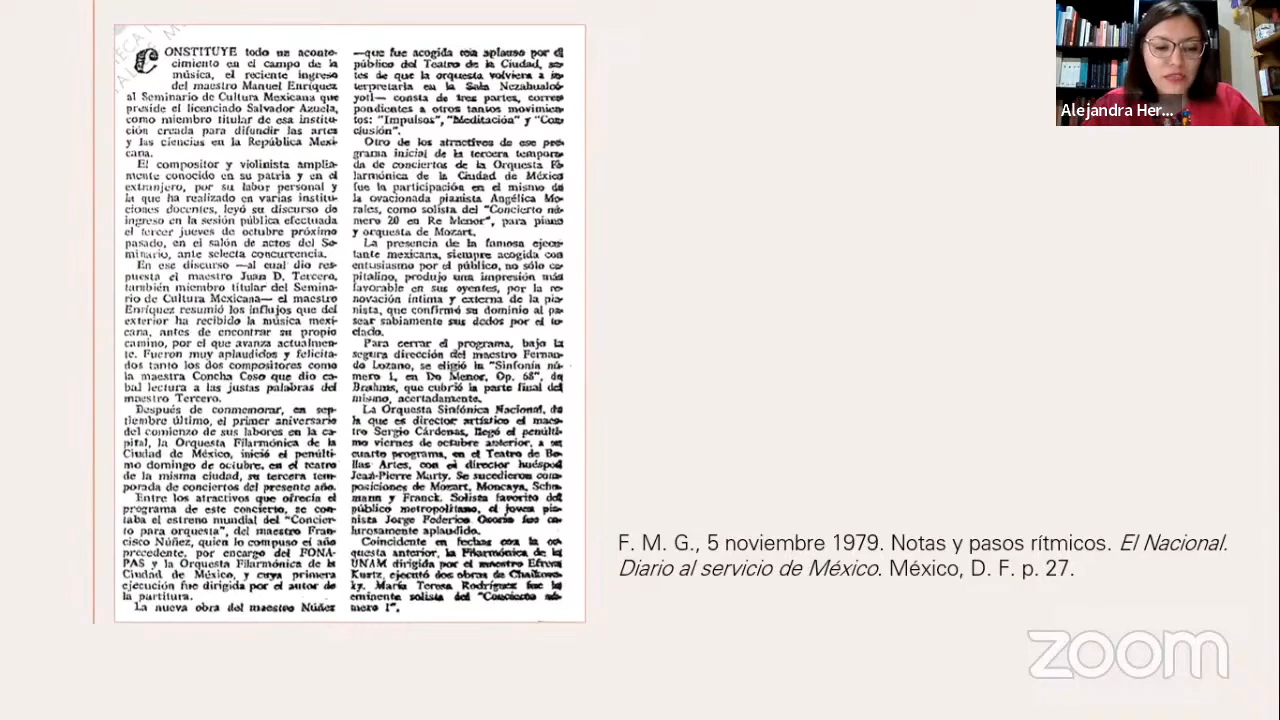 CONSTITUYE todo un aconte-
cimiento en el campo de la
música, el reciente ingreso
del maestro Manuel Enríquez
al Seminario de Cultura Mexicana que
preside el licenciado Salvador Azuela,
como miembro titular de esa institu-
ción creada para difundir las artes
y las ciencias en la República Mexi-
cana.
El compositor y violinista amplia-
mente conocido en su patria y en el
extranjero, por su labor personal y
la que ha realizado en varias institu-
ciones docentes, leyó su discurso de
ingreso en la sesión pública efectuada
el tercer jueves de octubre próximo
pasado, en el salón de actos del Se-
minario, ante selecta concurrencia.
En ese discurso —al cual dio res-
puesta el maestro Juan D. Tercero,
también miembro titular del Semina-
rio de Cultura Mexicana— el maestro
Enríquez resumió los influjos que del
exterior ha recibido la música mexi-
cana, antes de encontrar su propio
camino, por el que avanza actualmen-
te. Fueron muy aplaudidos y felicita-
dos tanto los dos compositores como
la maestra Concha Coso que dio ca-
bal lectura a las justas palabras del
maestro Tercero.
Después de conmemorar, en sep-
tiembre último, el primer aniversario
del comienzo de sus labores en la ca-
pital, la Orquesta Filarmónica de la
Ciudad de México, inició el penúlti-
mo domingo de octubre, en el teatro
de la misma ciudad, su tercera tem-
porada de conciertos del presente año.
Entre los atractivos que ofrecía el
programa de este concierto, se con-
taba el estreno mundial del "Concier-
to para orquesta", del maestro Fran-
cisco Núñez, quien lo compuso el año
precedente, por encargo del FONA-
PAS y la Orquesta Filarmónica de la
Ciudad de México, y cuya primera
ejecución fue dirigida por el autor de
la partitura.
La nueva obra del maestro Núñez
—que fue acogida con aplauso por el
público del Teatro de la Ciudad, an-
tes de que la orquesta volviera a in-
terpretarla en la Sala Nezahualcó-
yotl— consta de tres partes, corres-
pondientes a otros tantos movimien-
tos: "Impulsos", "Meditación" y "Con-
clusión".
Otro de los atractivos de ese pro-
grama inicial de la tercera tempora-
da de conciertos de la Orquesta Fi-
larmónica de la Ciudad de México
fue la participación en el mismo de
la ovacionada pianista Angélica Mo-
rales, como solista del "Concierto nú-
mero 20 en Re Menor", para piano
y orquesta de Mozart.
La presencia de la famosa ejecu-
tante mexicana, siempre acogida con
entusiasmo por el público, no sólo ca-
pitalino, produjo una impresión más
favorable en sus oyentes, por la re-
novación íntima y externa de la pia-
nista, que confirmó su dominio al pa-
sear sabiamente sus dedos por el te-
clado.
Para cerrar el programa, bajo la
segura dirección del maestro Fernan-
do Lozano, se eligió la "Sinfonía nú-
mero 1, en Do Menor, Op. 68", de
Brahms, que cubrió la parte final del
mismo, acertadamente.
La Orquesta Sinfónica Nacional, de
la que es director artístico el maes-
tro Sergio Cárdenas, llegó el penúlti-
mo viernes de octubre anterior, a su
cuarto programa, en el Teatro de Be-
llas Artes, con el director huésped
Jean-Pierre Marty. Se sucedieron com-
posiciones de Mozart, Moncayo, Schu-
mann y Franck. Solista favorito del
público metropolitano, el joven pia-
nista Jorge Federico Osorio fue ca-
lurosamente aplaudido.
Coincidente en fechas con la or-
questa anterior, la Filarmónica de la
UNAM dirigida por el maestro Efrem
Kurtz, ejecutó dos obras de Chaikovs-
ky. María Teresa Rodríguez fue la
eminente solista del "Concierto nú-
mero 1".
F. M. G., 5 noviembre 1979. Notas y pasos rítmicos. El Nacional.
Diario al servicio de México. México, D. F. p. 27.
Alejandra Her...
zoom